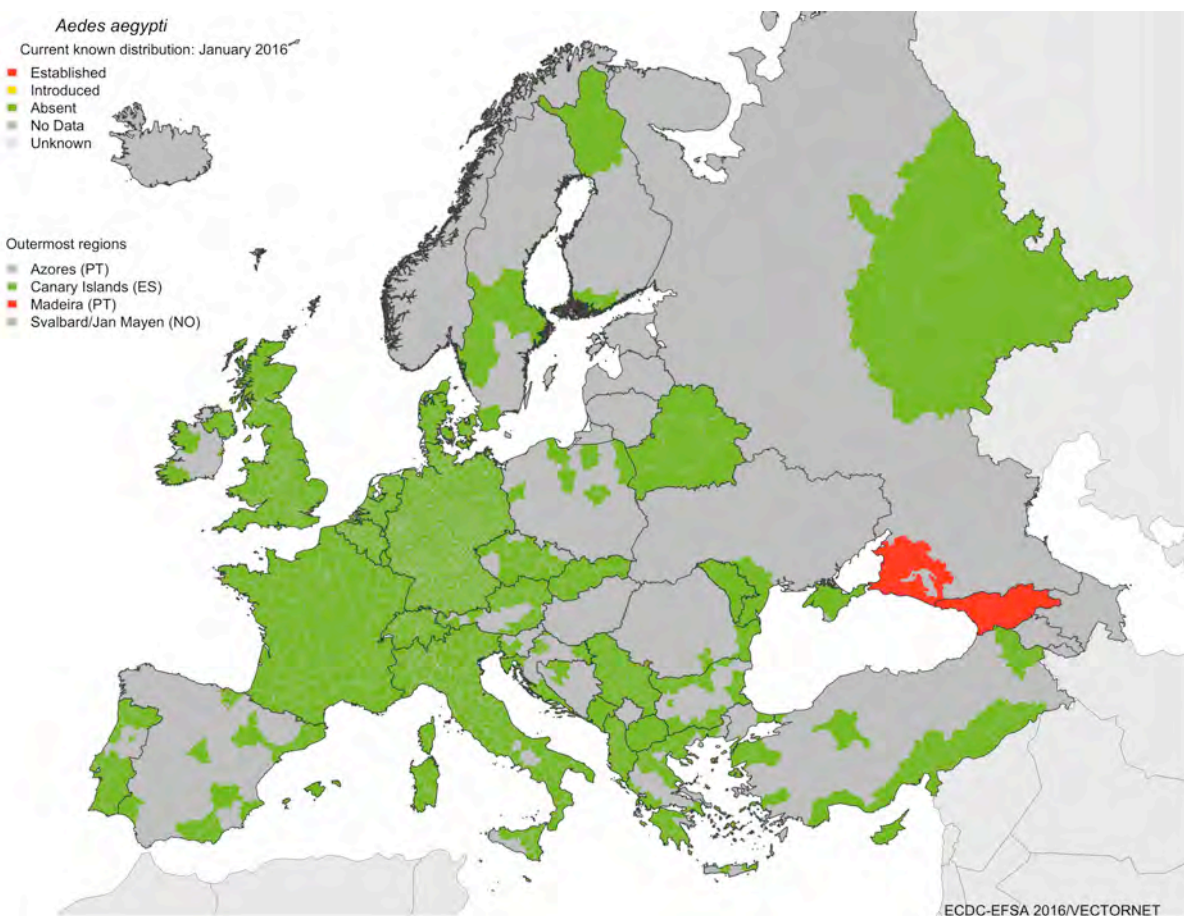 Aedes aegypti
Current known distribution: January 2016
Established
Introduced
Absent
No Data
Unknown
Outermost regions
Azores (PT)
Canary Islands (ES)
Madeira (PT)
Svalbard/Jan Mayen (NO)
ECDC-EFSA 2016/VECTORNET